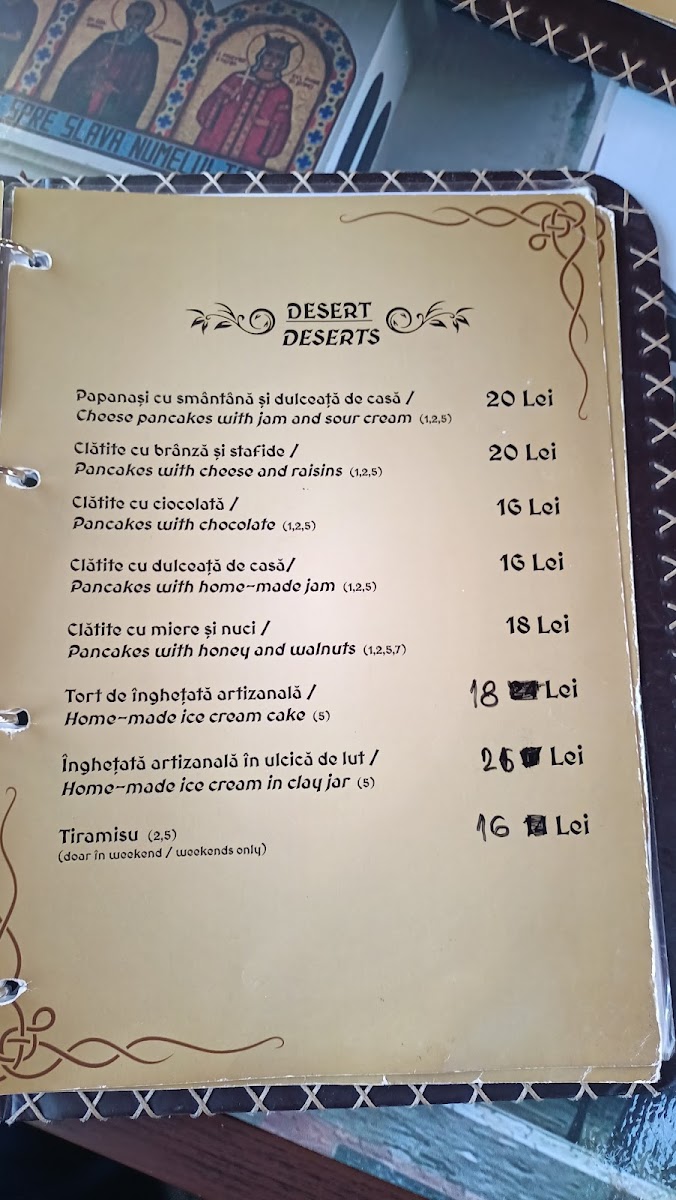 SPRE SLAVA NUMELUI
DESERT
DESERTS
Papanași cu smântână și dulceață de casă / 20 Lei
Cheese pancakes with jam and sour cream (1,2,5)
Clătite cu brânză și stafide / 20 Lei
Pancakes with cheese and raisins (1,2,5)
Clătite cu ciocolată / 16 Lei
Pancakes with chocolate (1,2,5)
Clătite cu dulceață de casă/ 16 Lei
Pancakes with home-made jam (1,2,5)
Clătite cu miere și nuci / 18 Lei
Pancakes with honey and walnuts (1,2,5,7)
Tort de înghețată artizanală / 18 Lei
Home-made ice cream cake (5)
Înghețată artizanală în ulcică de lut / 26 Lei
Home-made ice cream in clay jar (5)
Tiramisu (2,5) 16 Lei
(doar în weekend / weekends only)